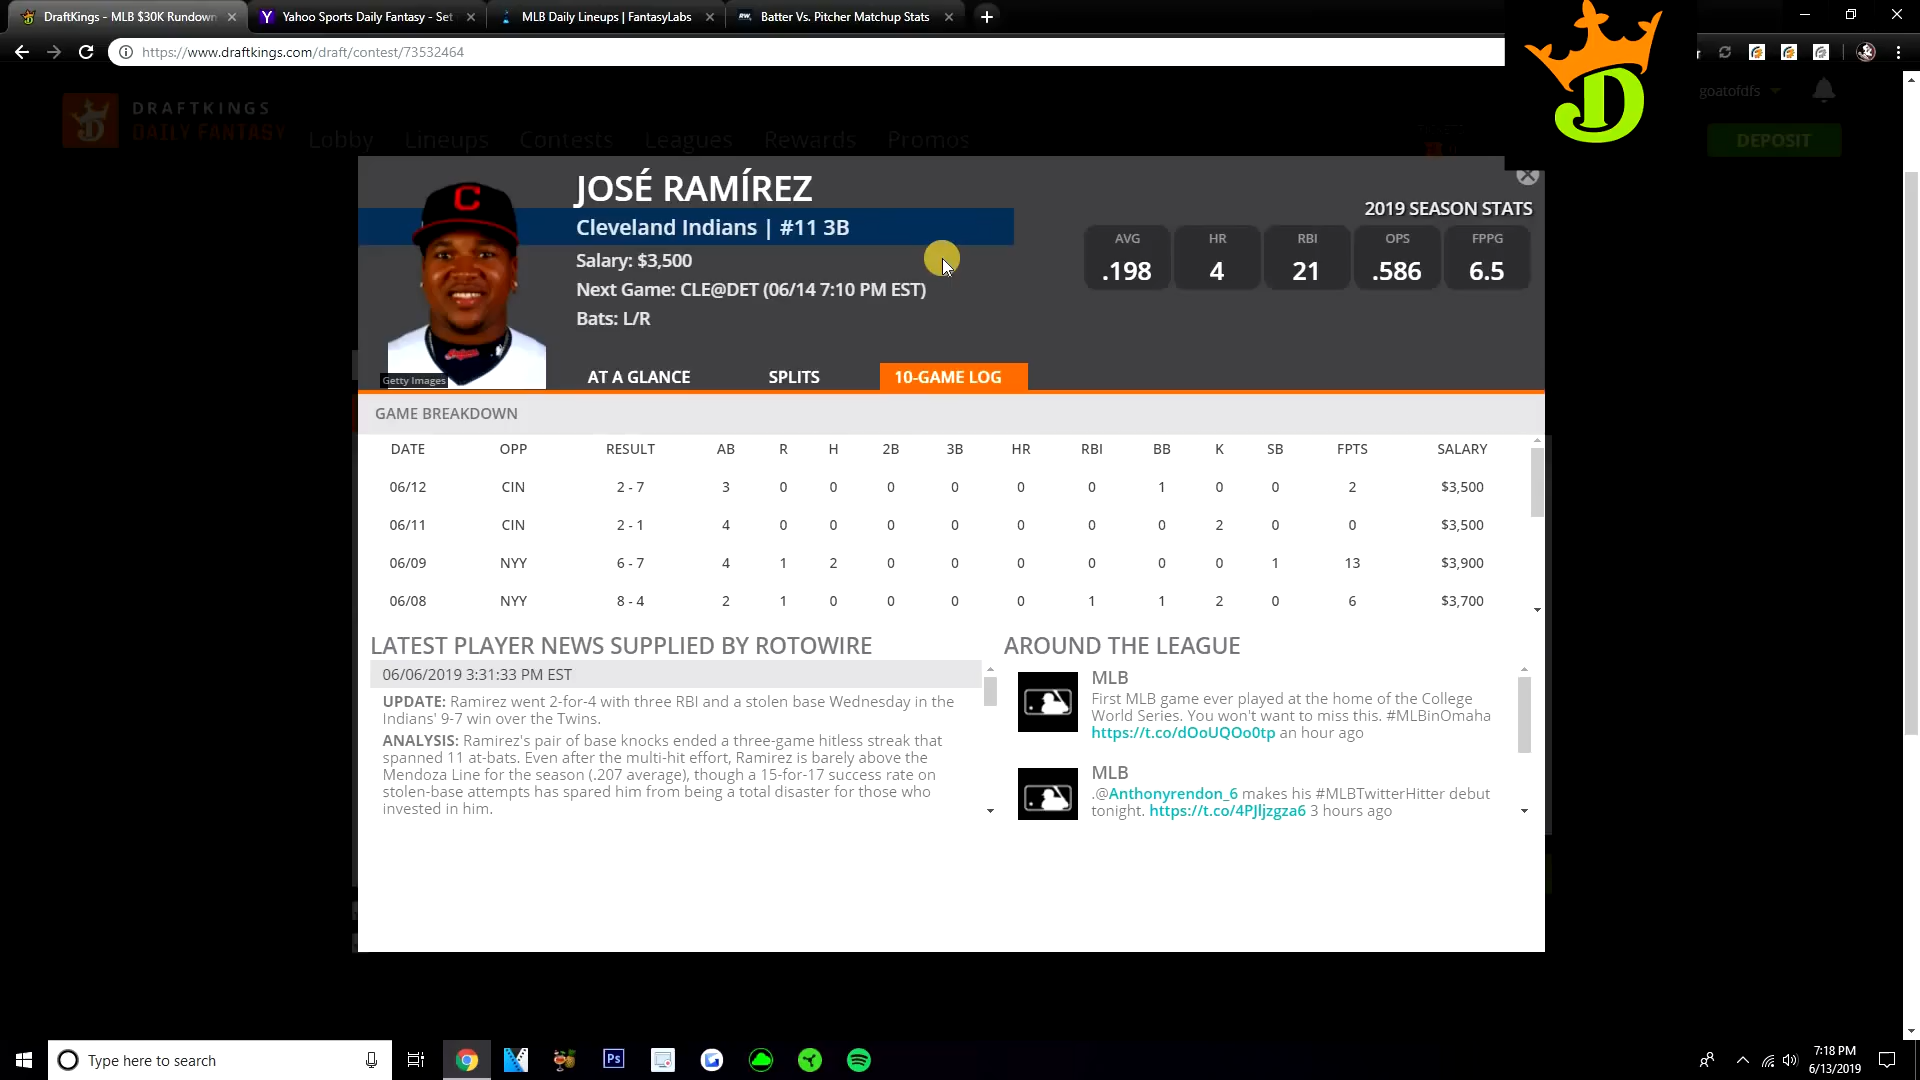 DraftKings - MLB $30K Rundown
Yahoo Sports Daily Fantasy - Set
MLB Daily Lineups | FantasyLabs
Batter Vs. Pitcher Matchup Stats
https://www.draftkings.com/draft/contest/73532464
DRAFTKINGS
DAILY FANTASY
Lobby
Lineups
Contests
Leagues
Rewards
Promos
goatofdfs
DEPOSIT
JOSÉ RAMÍREZ
Cleveland Indians | #11 3B
Salary: $3,500
Next Game: CLE@DET (06/14 7:10 PM EST)
Bats: L/R
Getty Images
2019 SEASON STATS
AVG HR RBI OPS FPPG
.198 4 21 .586 6.5
AT A GLANCE SPLITS 10-GAME LOG
GAME BREAKDOWN
DATE OPP RESULT AB R H 2B 3B HR RBI BB K SB FPTS SALARY
06/12 CIN 2 - 7 3 0 0 0 0 0 0 1 0 0 2 $3,500
06/11 CIN 2 - 1 4 0 0 0 0 0 0 0 2 0 0 $3,500
06/09 NYY 6 - 7 4 1 2 0 0 0 0 0 0 1 13 $3,900
06/08 NYY 8 - 4 2 1 0 0 0 0 1 1 2 0 6 $3,700
LATEST PLAYER NEWS SUPPLIED BY ROTOWIRE
06/06/2019 3:31:33 PM EST
UPDATE: Ramirez went 2-for-4 with three RBI and a stolen base Wednesday in the
Indians' 9-7 win over the Twins.
ANALYSIS: Ramirez's pair of base knocks ended a three-game hitless streak that
spanned 11 at-bats. Even after the multi-hit effort, Ramirez is barely above the
Mendoza Line for the season (.207 average), though a 15-for-17 success rate on
stolen-base attempts has spared him from being a total disaster for those who
invested in him.
AROUND THE LEAGUE
MLB
First MLB game ever played at the home of the College
World Series. You won't want to miss this. #MLBinOmaha
https://t.co/dOoUQOo0tp an hour ago
MLB
.@Anthonyrendon_6 makes his #MLBTwitterHitter debut
tonight. https://t.co/4PJljzgza6 3 hours ago
Type here to search
7:18 PM
6/13/2019